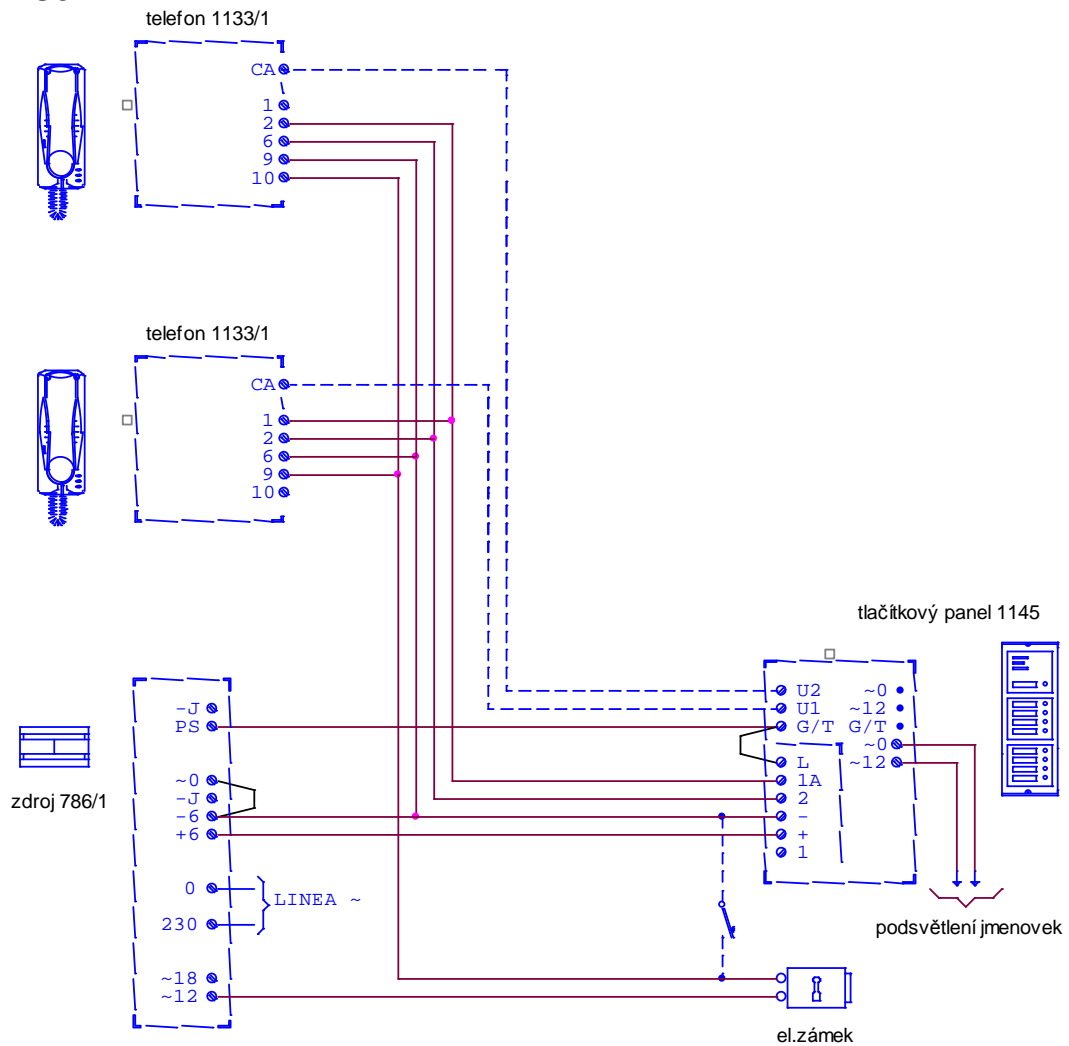 telefon 1133/1
CA
1
2
6
9
10
telefon 1133/1
CA
1
2
6
9
10
tlačítkový panel 1145
U2 ~0
U1 ~12
G/T G/T
~0
L ~12
1A
2
-
+
1
podsvětlení jmenovek
zdroj 786/1
-J
PS
~0
-J
-6
+6
0
LINEA ~
230
~18
~12
el.zámek